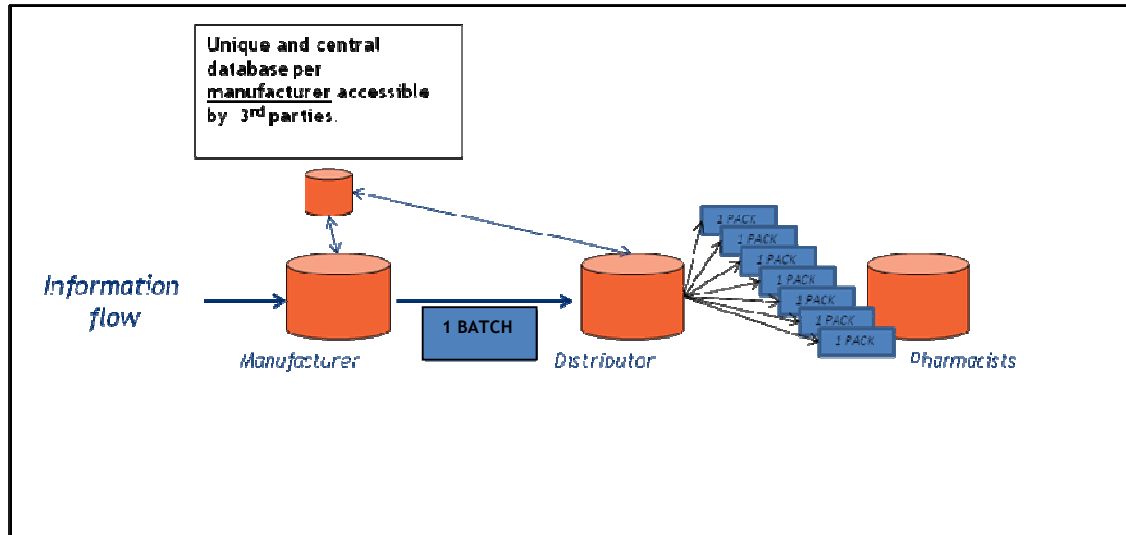 Unique and central
database per
manufacturer accessible
by 3rd parties.
1 PACK
1 PACK
1 PACK
1 PACK
1 PACK
1 PACK
1 PACK
Information
flow
1 BATCH
Manufacturer
Distributor
Pharmacists